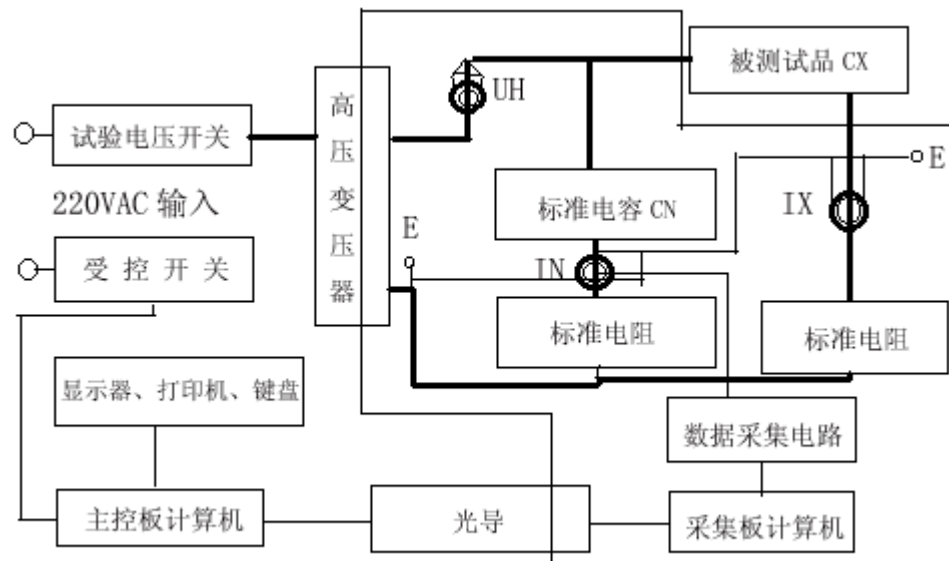 被测试品 CX
UH
高压变压器
试验电压开关
E
220VAC 输入
标准电容 CN
IX
E
受 控 开 关
IN
标准电阻
标准电阻
显示器、打印机、键盘
数据采集电路
主控板计算机
光导
采集板计算机